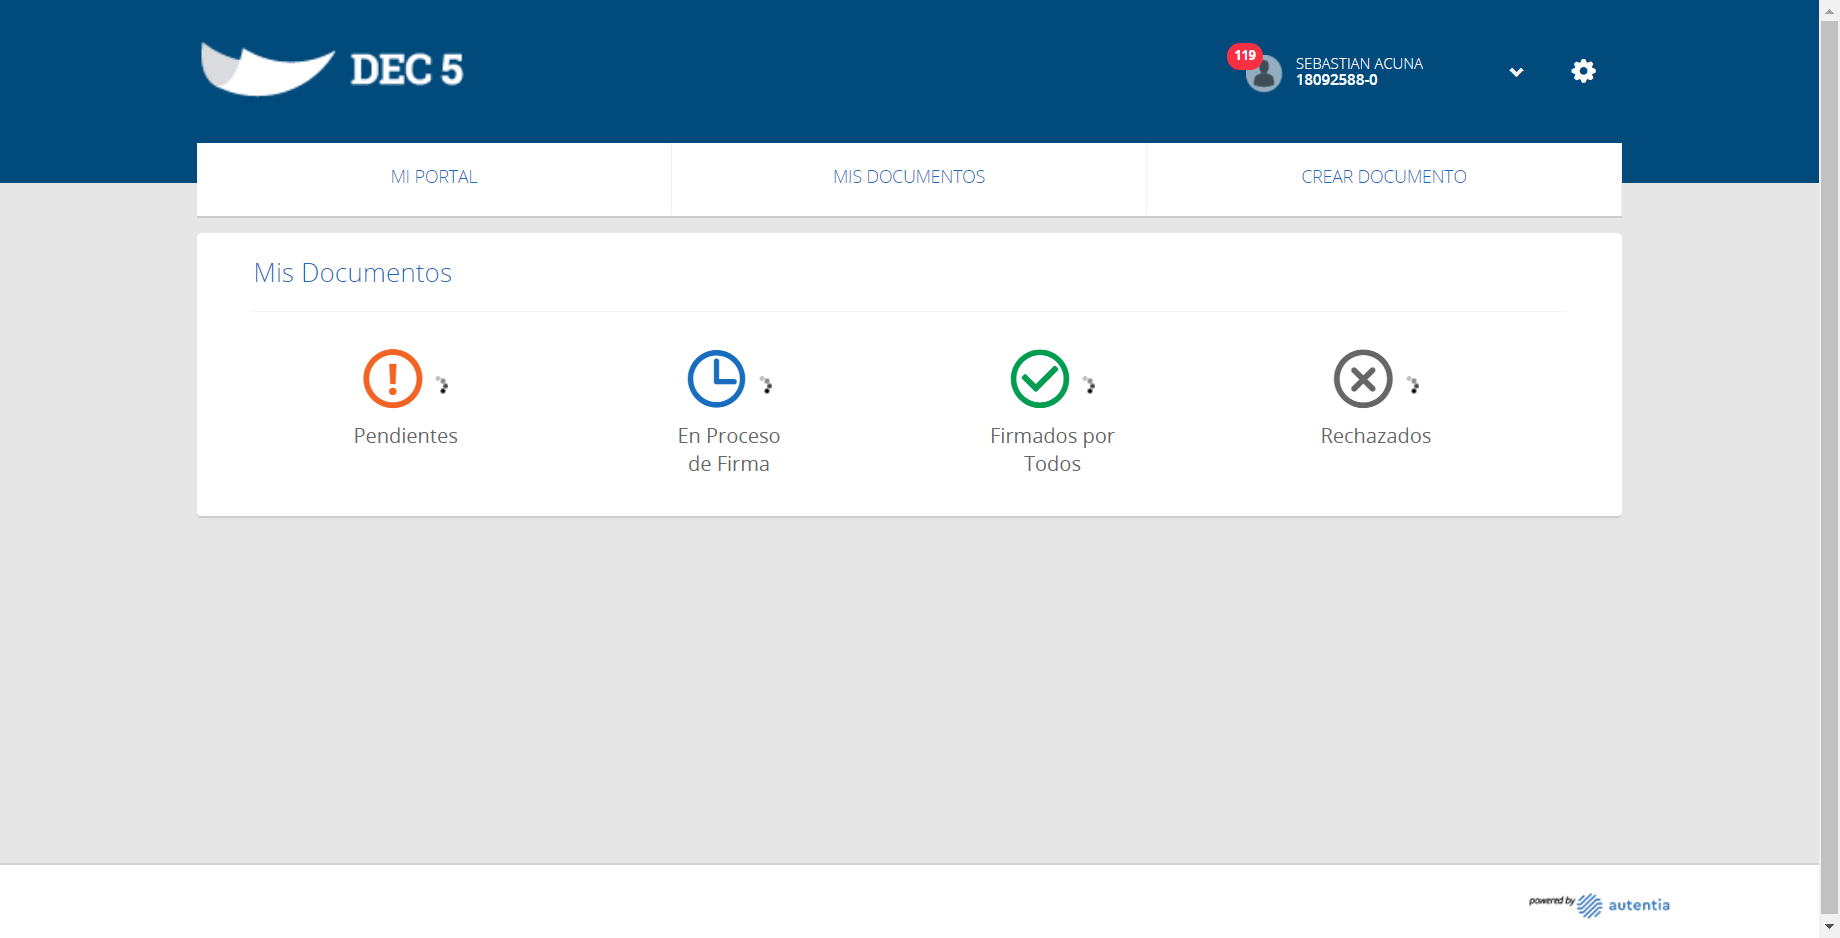 DEC 5
119
SEBASTIAN ACUNA
18092588-0
MI PORTAL
MIS DOCUMENTOS
CREAR DOCUMENTO
Mis Documentos
Pendientes
En Proceso
de Firma
Firmados por
Todos
Rechazados
powered by autentia